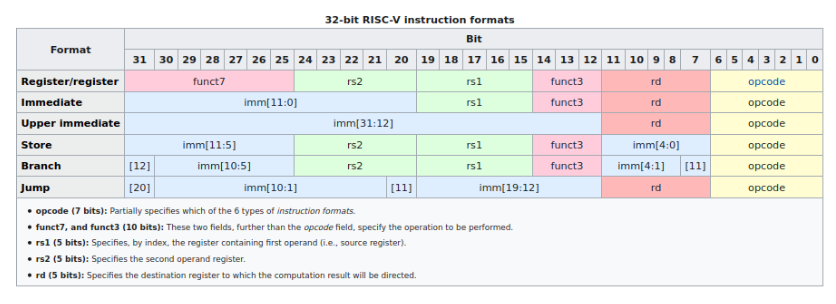 32-bit RISC-V instruction formats
Format Bit
31 30 29 28 27 26 25 24 23 22 21 20 19 18 17 16 15 14 13 12 11 10 9 8 7 6 5 4 3 2 1 0
Register/register funct7 rs2 rs1 funct3 rd opcode
Immediate imm[11:0] rs1 funct3 rd opcode
Upper immediate imm[31:12] rd opcode
Store imm[11:5] rs2 rs1 funct3 imm[4:0] opcode
Branch [12] imm[10:5] rs2 rs1 funct3 imm[4:1] [11] opcode
Jump [20] imm[10:1] [11] imm[19:12] rd opcode
• opcode (7 bits): Partially specifies which of the 6 types of instruction formats.
• funct7, and funct3 (10 bits): These two fields, further than the opcode field, specify the operation to be performed.
• rs1 (5 bits): Specifies, by index, the register containing first operand (i.e., source register).
• rs2 (5 bits): Specifies the second operand register.
• rd (5 bits): Specifies the destination register to which the computation result will be directed.